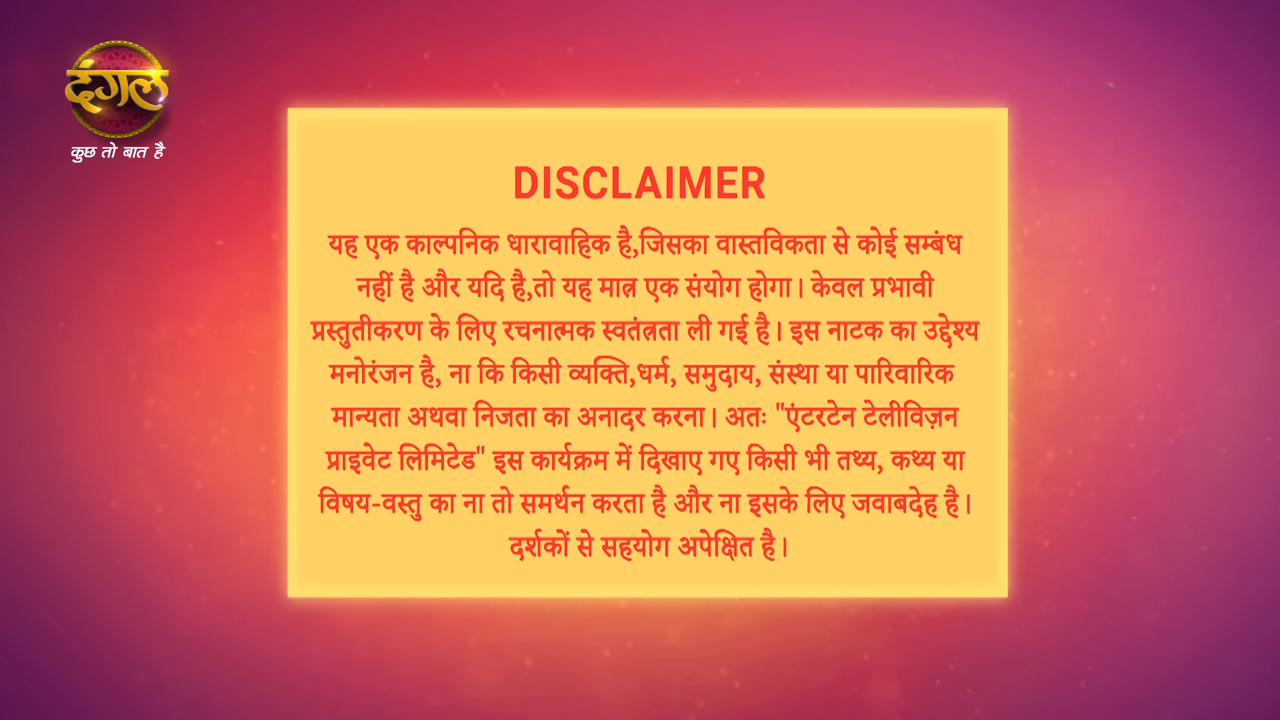 दंगल
कुछ तो बात है
DISCLAIMER
यह एक काल्पनिक धारावाहिक है,जिसका वास्तविकता से कोई सम्बंध
नहीं है और यदि है,तो यह मात्र एक संयोग होगा। केवल प्रभावी
प्रस्तुतीकरण के लिए रचनात्मक स्वतंत्रता ली गई है। इस नाटक का उद्देश्य
मनोरंजन है, ना कि किसी व्यक्ति,धर्म, समुदाय, संस्था या पारिवारिक
मान्यता अथवा निजता का अनादर करना। अतः "एंटरटेन टेलीविज़न
प्राइवेट लिमिटेड" इस कार्यक्रम में दिखाए गए किसी भी तथ्य, कथ्य या
विषय-वस्तु का ना तो समर्थन करता है और ना इसके लिए जवाबदेह है।
दर्शकों से सहयोग अपेक्षित है।